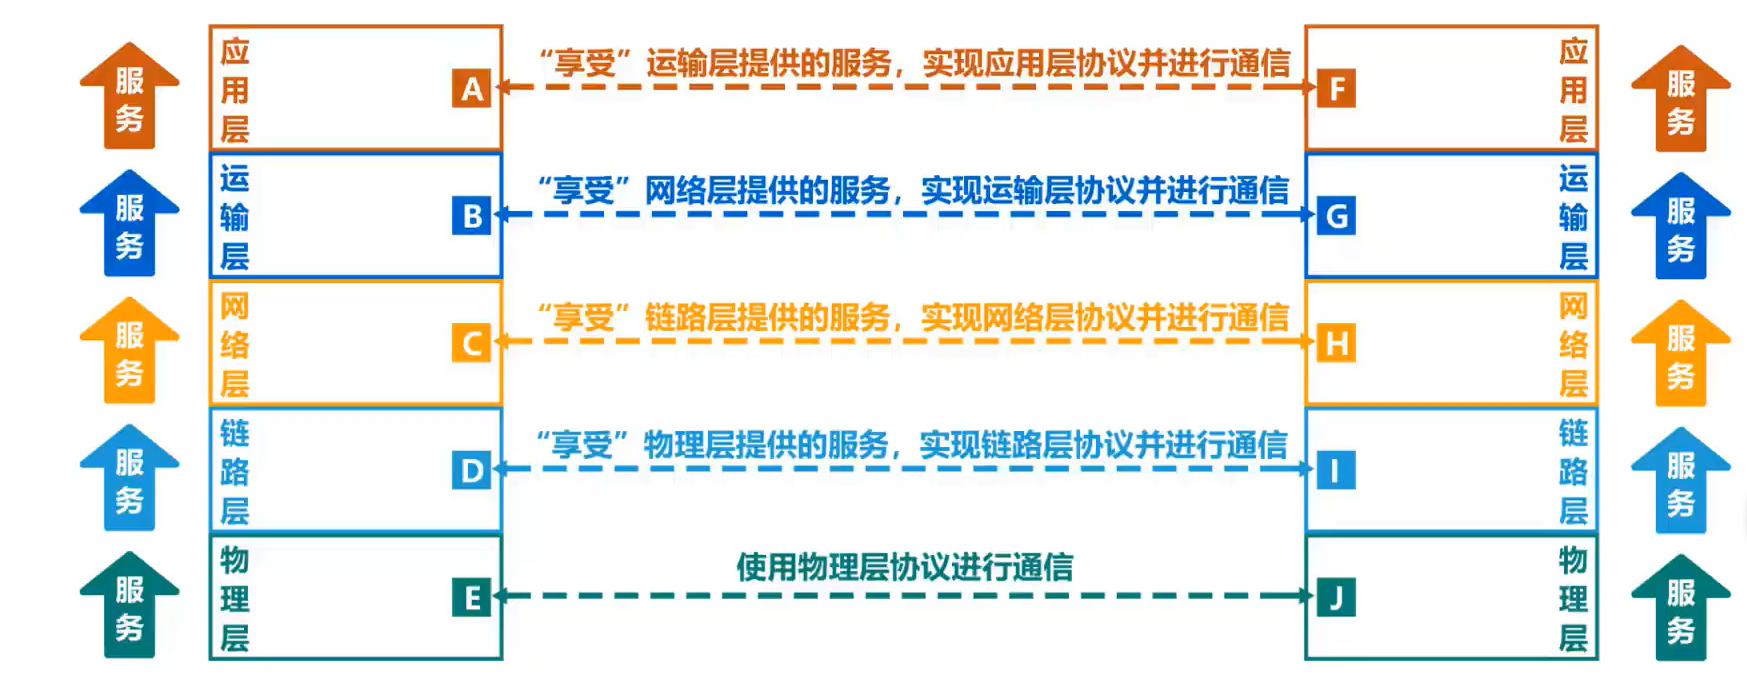 服务
应用层
A
“享受”运输层提供的服务，实现应用层协议并进行通信
F
应用层
服务
服务
运输层
B
“享受”网络层提供的服务，实现运输层协议并进行通信
G
运输层
服务
服务
网络层
C
“享受”链路层提供的服务，实现网络层协议并进行通信
H
网络层
服务
服务
链路层
D
“享受”物理层提供的服务，实现链路层协议并进行通信
I
链路层
服务
服务
物理层
E
使用物理层协议进行通信
J
物理层
服务